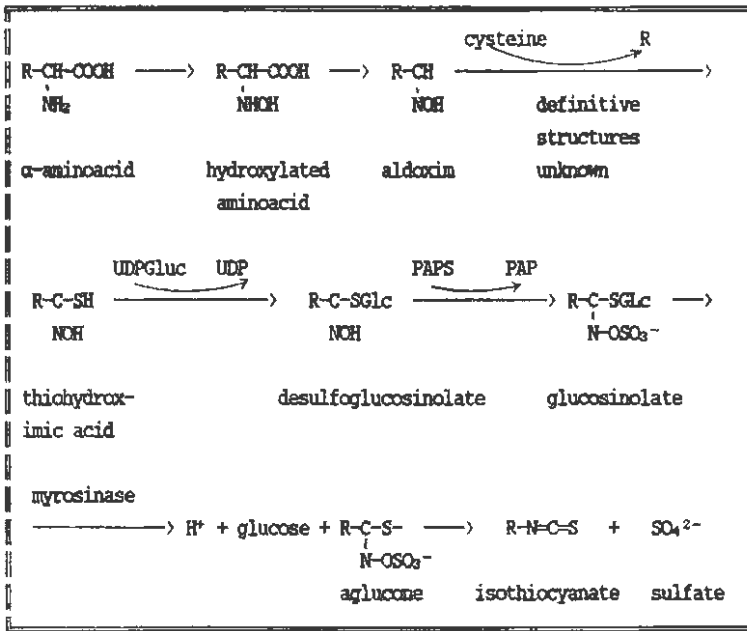 cysteine R
R-CH-COOH ⟶ R-CH-COOH ⟶ R-CH ⟶
NH₂ NHOH NOH definitive
structures
α-aminoacid hydroxylated aldoxim unknown
aminoacid
UDPGluc UDP PAPS PAP
R-C-SH ⟶ R-C-SGlc ⟶ R-C-SGLc ⟶
NOH NOH N-OSO₃⁻
thiohydrox- desulfoglucosinolate glucosinolate
imic acid
myrosinase
⟶ H⁺ + glucose + R-C-S- ⟶ R-N=C=S + SO₄²⁻
N-OSO₃⁻
aglucone isothiocyanate sulfate